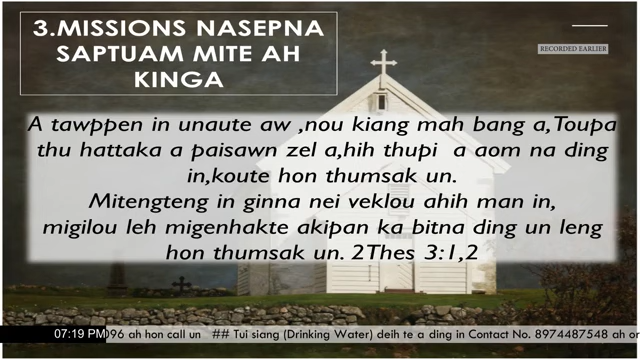 3.MISSIONS NASEPNA
SAPTUAM MITE AH
KINGA
RECORDED EARLIER
A tawppen in unaute aw ,nou kiang mah bang a,Toupa
thu hattaka a paisawn zel a,hih thupi a aom na ding
in,koute hon thumsak un.
Mitengteng in ginna nei veklou ahih man in,
migilou leh migenhakte akipan ka bitna ding un leng
hon thumsak un. 2Thes 3:1,2
07:19 PM 096 ah hon call un ## Tui siang (Drinking Water) deih te a ding in Contact No. 8974487548 ah